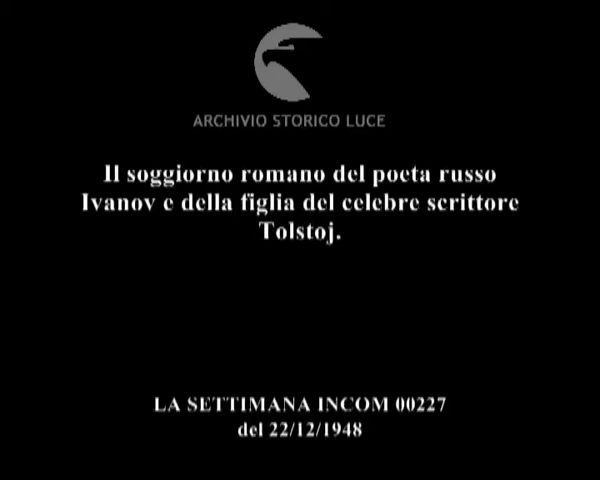 ARCHIVIO STORICO LUCE
Il soggiorno romano del poeta russo
Ivanov e della figlia del celebre scrittore
Tolstoj.
LA SETTIMANA INCOM 00227
del 22/12/1948